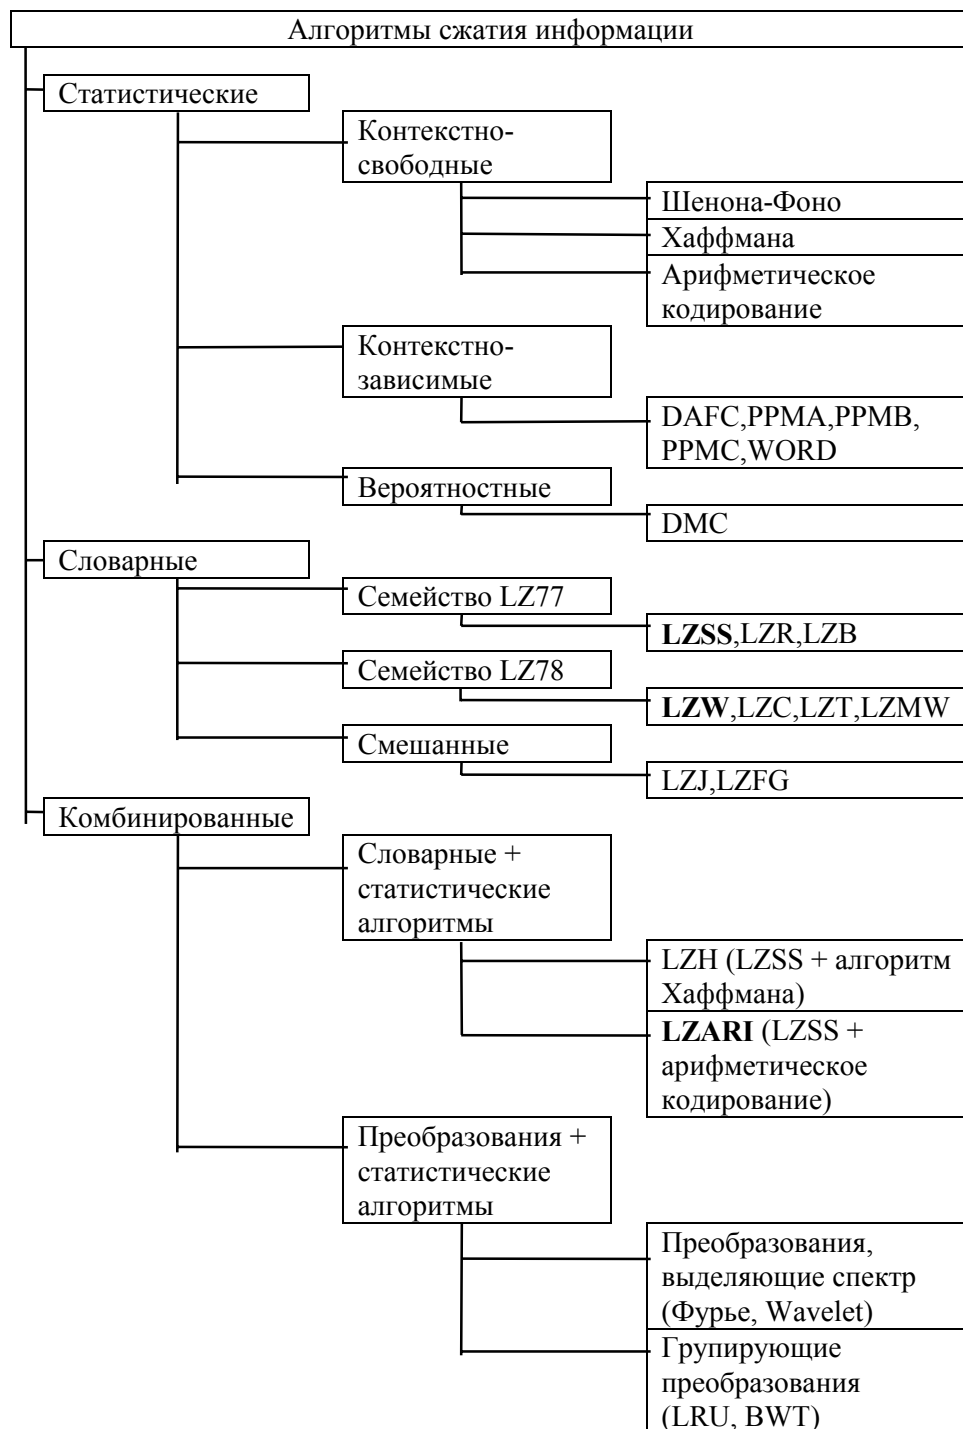 Алгоритмы сжатия информации
Статистические
Контекстно-
свободные
Шенона-Фоно
Хаффмана
Арифметическое
кодирование
Контекстно-
зависимые
DAFC,PPMA,PPMB,
PPMC,WORD
Вероятностные
DMC
Словарные
Семейство LZ77
LZSS,LZR,LZB
Семейство LZ78
LZW,LZC,LZT,LZMW
Смешанные
LZJ,LZFG
Комбинированные
Словарные +
статистические
алгоритмы
LZH (LZSS + алгоритм
Хаффмана)
LZARI (LZSS +
арифметическое
кодирование)
Преобразования +
статистические
алгоритмы
Преобразования,
выделяющие спектр
(Фурье, Wavelet)
Групирующие
преобразования
(LRU, BWT)